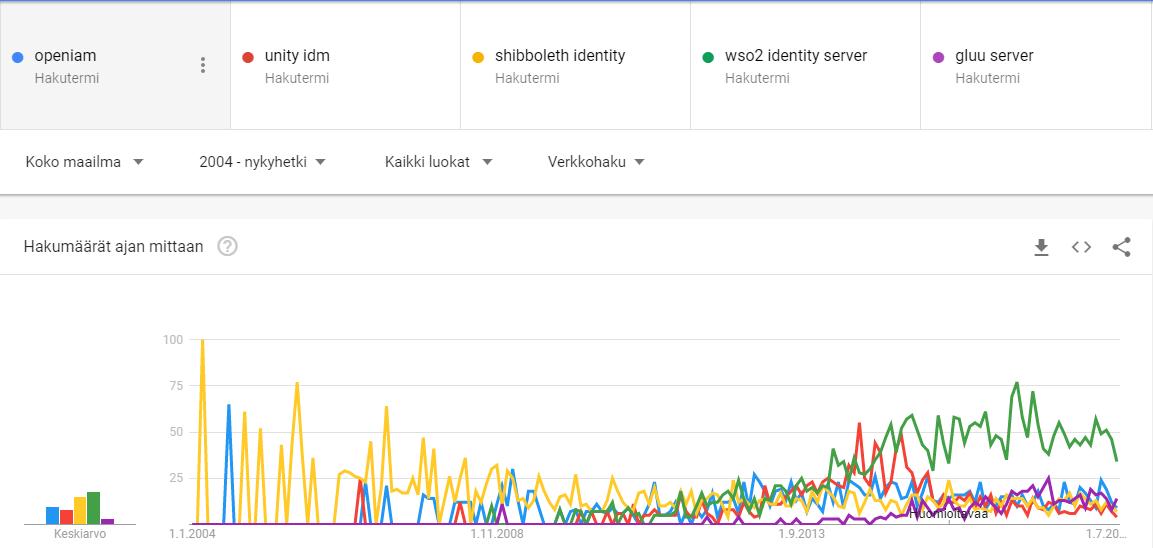 openiam
Hakutermi
unity idm
Hakutermi
shibboleth identity
Hakutermi
wso2 identity server
Hakutermi
gluu server
Hakutermi
Koko maailma
2004 - nykyhetki
Kaikki luokat
Verkkohaku
Hakumäärät ajan mittaan
?
100
75
50
25
Huomioitavaa
Keskiarvo
1.1.2004
1.11.2008
1.9.2013
1.7.20…